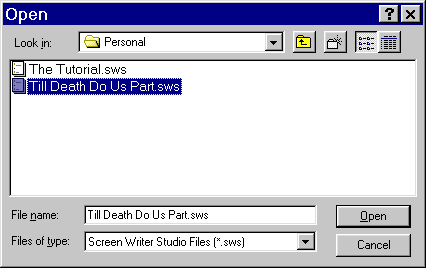 Open
Look in: Personal
The Tutorial.sws
Till Death Do Us Part.sws
File name: Till Death Do Us Part.sws Open
Files of type: Screen Writer Studio Files (*.sws) Cancel